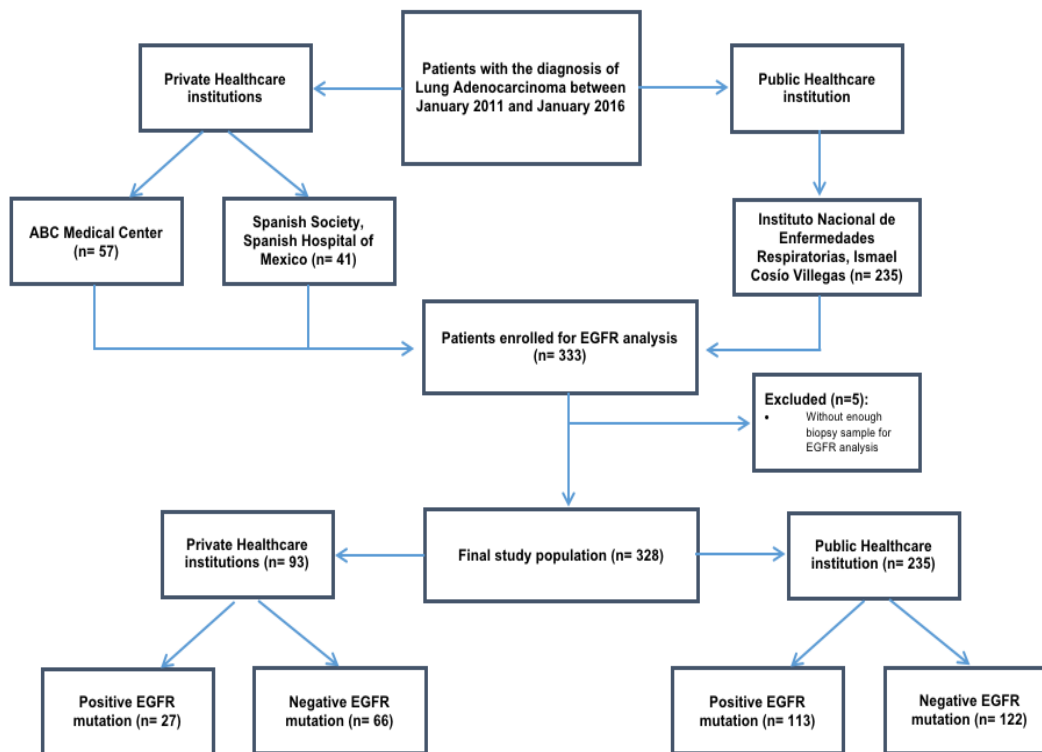 Private Healthcare
institutions
Patients with the diagnosis of
Lung Adenocarcinoma between
January 2011 and January 2016
Public Healthcare
institution
ABC Medical Center
(n= 57)
Spanish Society,
Spanish Hospital of
Mexico (n= 41)
Instituto Nacional de
Enfermedades
Respiratorias, Ismael
Cosío Villegas (n= 235)
Patients enrolled for EGFR analysis
(n= 333)
Excluded (n=5):
• Without enough
biopsy sample for
EGFR analysis
Private Healthcare
institutions (n= 93)
Final study population (n= 328)
Public Healthcare
institution (n= 235)
Positive EGFR
mutation (n= 27)
Negative EGFR
mutation (n= 66)
Positive EGFR
mutation (n= 113)
Negative EGFR
mutation (n= 122)